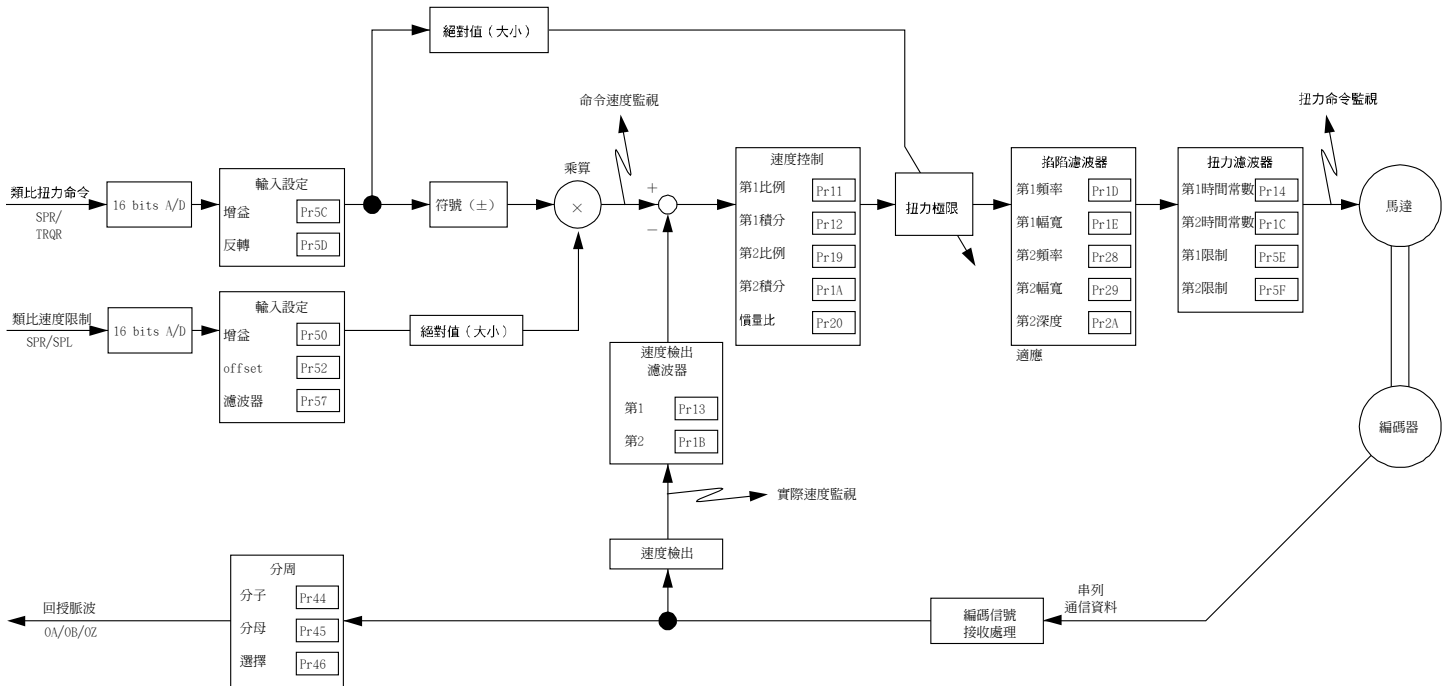 絕對值（大小）
命令速度監視
扭力命令監視
乘算
類比扭力命令
SPR/
TRQR
16 bits A/D
輸入設定
增益 Pr5C
反轉 Pr5D
符號（±）
×
+
−
速度控制
第1比例 Pr11
第1積分 Pr12
第2比例 Pr19
第2積分 Pr1A
慣量比 Pr20
扭力極限
掐陷濾波器
第1頻率 Pr1D
第1幅寬 Pr1E
第2頻率 Pr28
第2幅寬 Pr29
第2深度 Pr2A
適應
扭力濾波器
第1時間常數 Pr14
第2時間常數 Pr1C
第1限制 Pr5E
第2限制 Pr5F
馬達
類比速度限制
SPR/SPL
16 bits A/D
輸入設定
增益 Pr50
offset Pr52
濾波器 Pr57
絕對值（大小）
速度檢出
濾波器
第1 Pr13
第2 Pr1B
編碼器
實際速度監視
速度檢出
回授脈波
OA/OB/OZ
分周
分子 Pr44
分母 Pr45
選擇 Pr46
編碼信號
接收處理
串列
通信資料